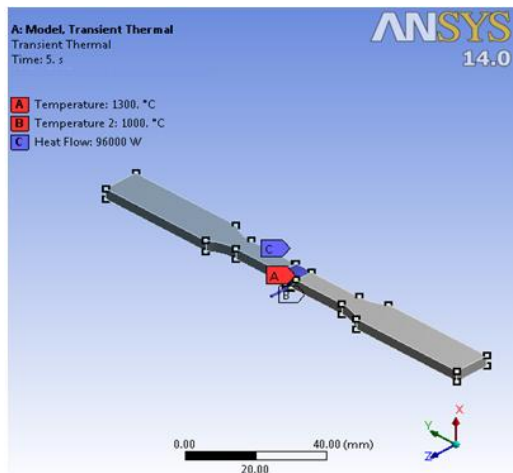 A: Model, Transient Thermal
Transient Thermal
Time: 5. s
ANSYS
14.0
A Temperature: 1300. °C
B Temperature 2: 1000. °C
C Heat Flow: 96000 W
C
A
B
0.00 40.00 (mm)
20.00
X
Y
Z